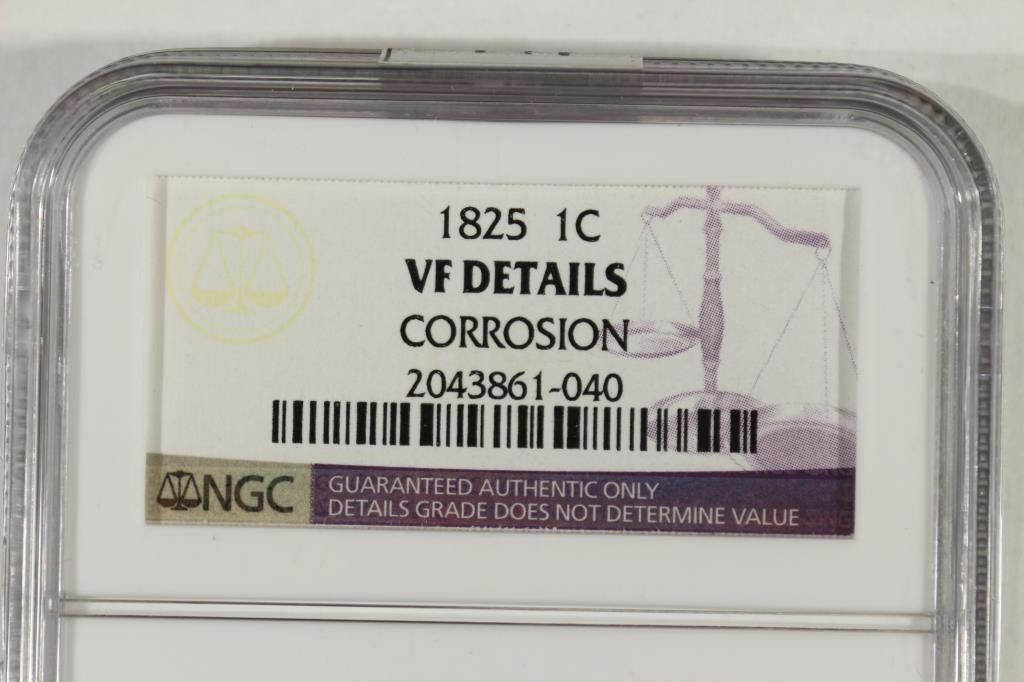 1825 1C
VF DETAILS
CORROSION
2043861-040
NGC
GUARANTEED AUTHENTIC ONLY
DETAILS GRADE DOES NOT DETERMINE VALUE